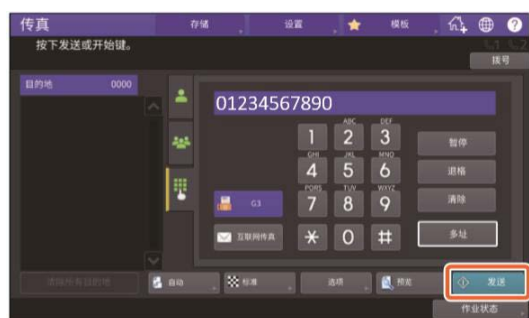 传真 存储 设置 模板
按下发送或开始键。
拨号
目的地 0000
01234567890
ABC DEF
1 2 3 暂停
GHI JKL MNO
4 5 6 退格
PQRS TUV WXYZ
G3 7 8 9 清除
互联网传真 * 0 # 多址
清除所有目的地 自动 标准 选项 预览 发送
作业状态